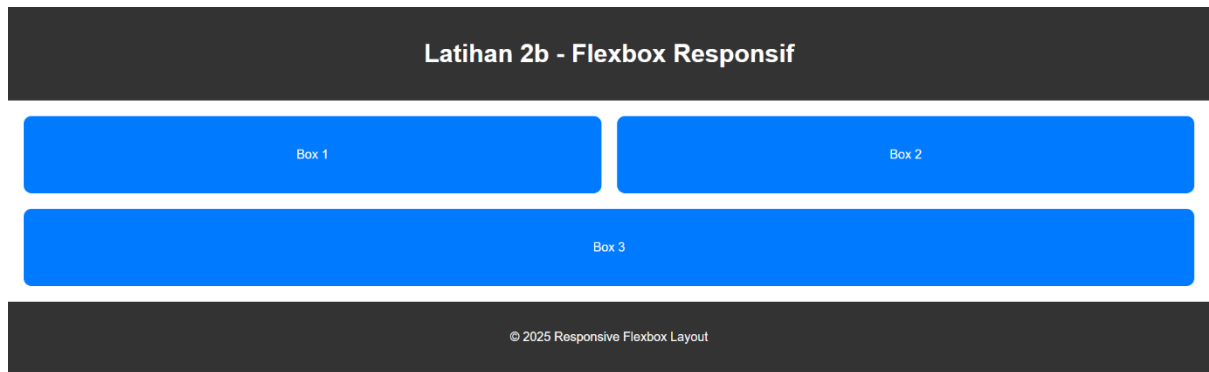 Latihan 2b - Flexbox Responsif
Box 1
Box 2
Box 3
© 2025 Responsive Flexbox Layout